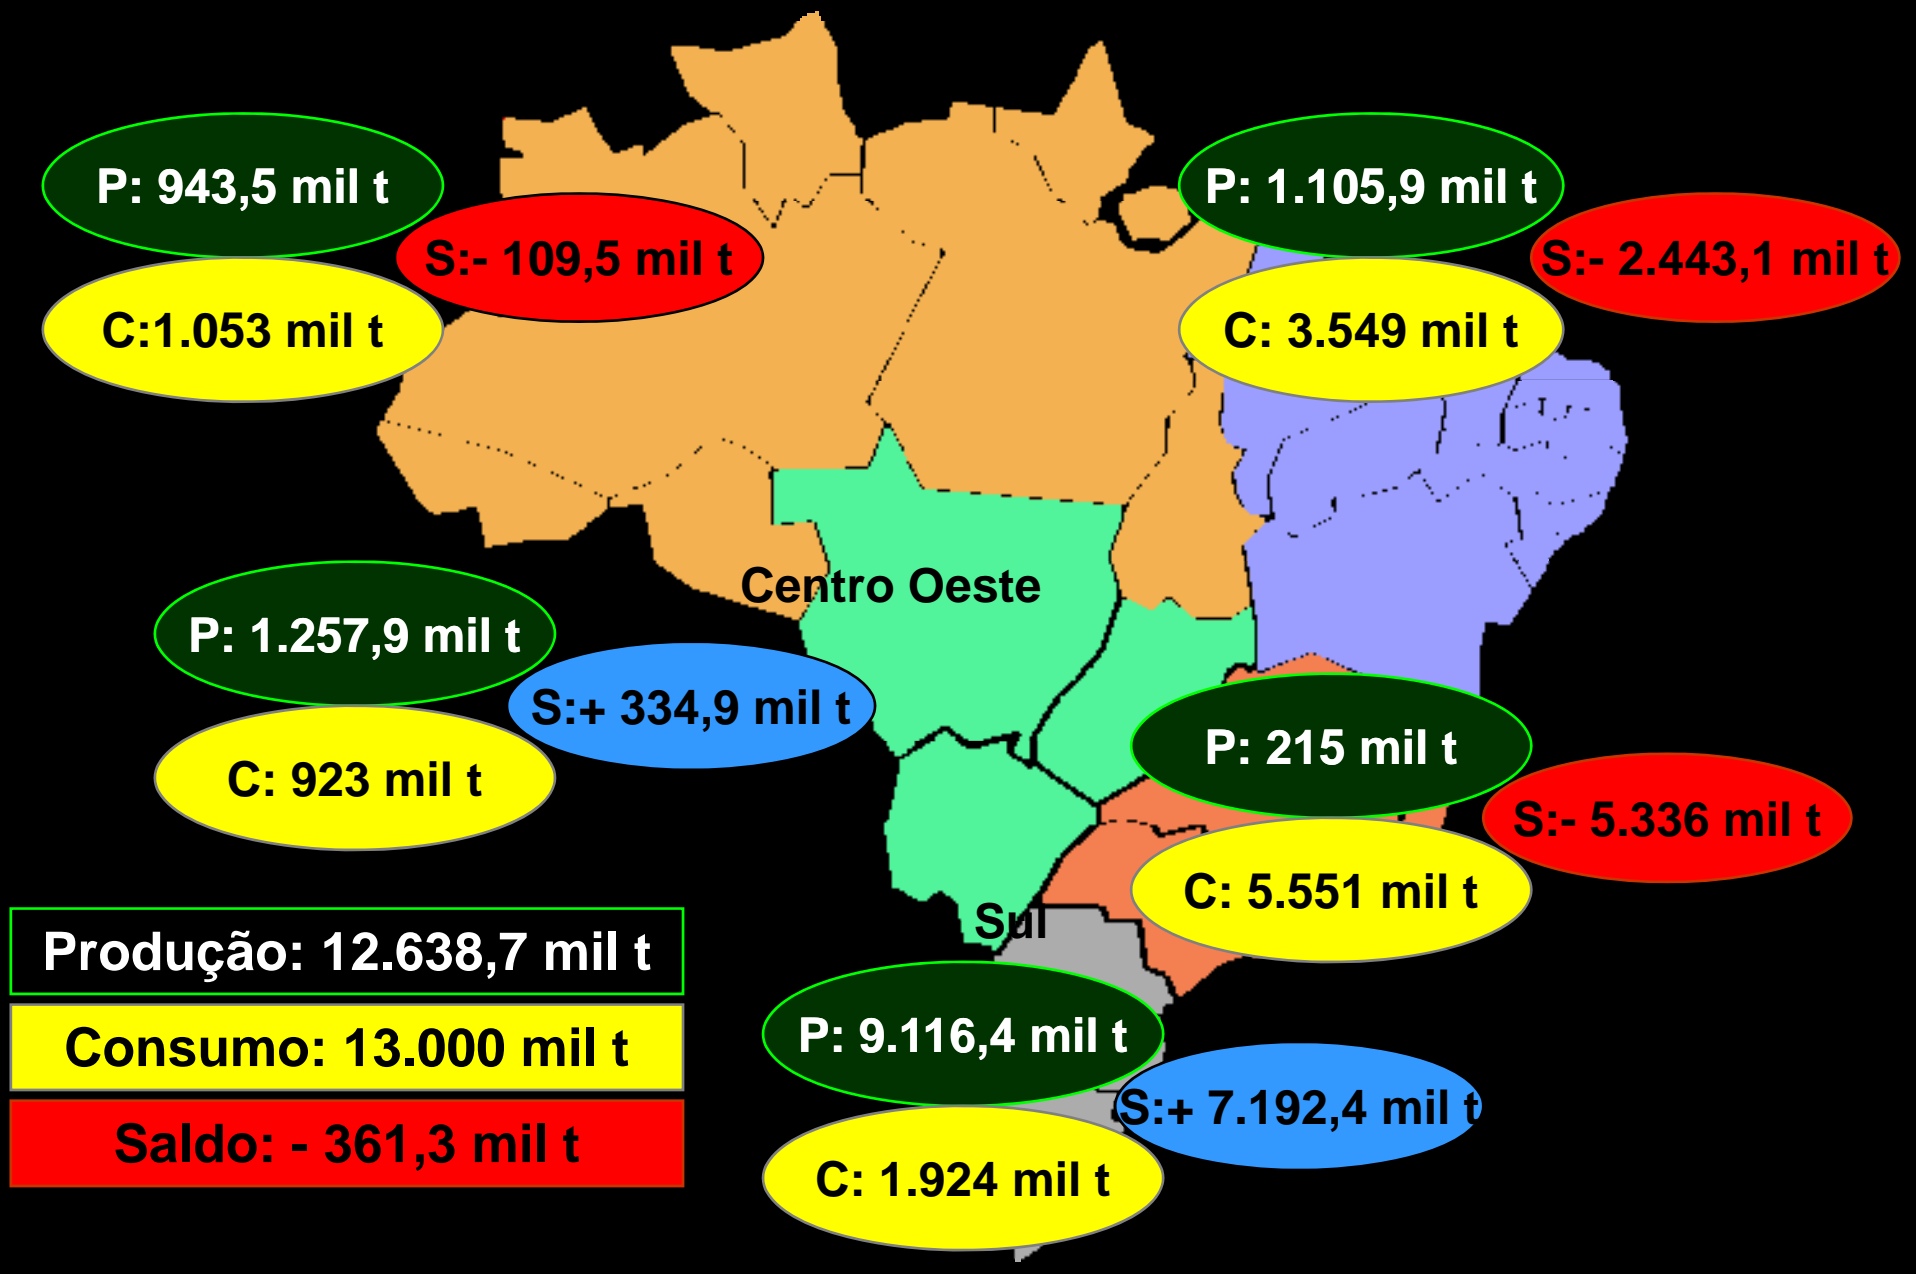 P: 943,5 mil t
S:- 109,5 mil t
C:1.053 mil t
P: 1.105,9 mil t
S:- 2.443,1 mil t
C: 3.549 mil t
Centro Oeste
P: 1.257,9 mil t
S:+ 334,9 mil t
C: 923 mil t
P: 215 mil t
S:- 5.336 mil t
C: 5.551 mil t
Sul
P: 9.116,4 mil t
S:+ 7.192,4 mil t
C: 1.924 mil t
Produção: 12.638,7 mil t
Consumo: 13.000 mil t
Saldo: - 361,3 mil t